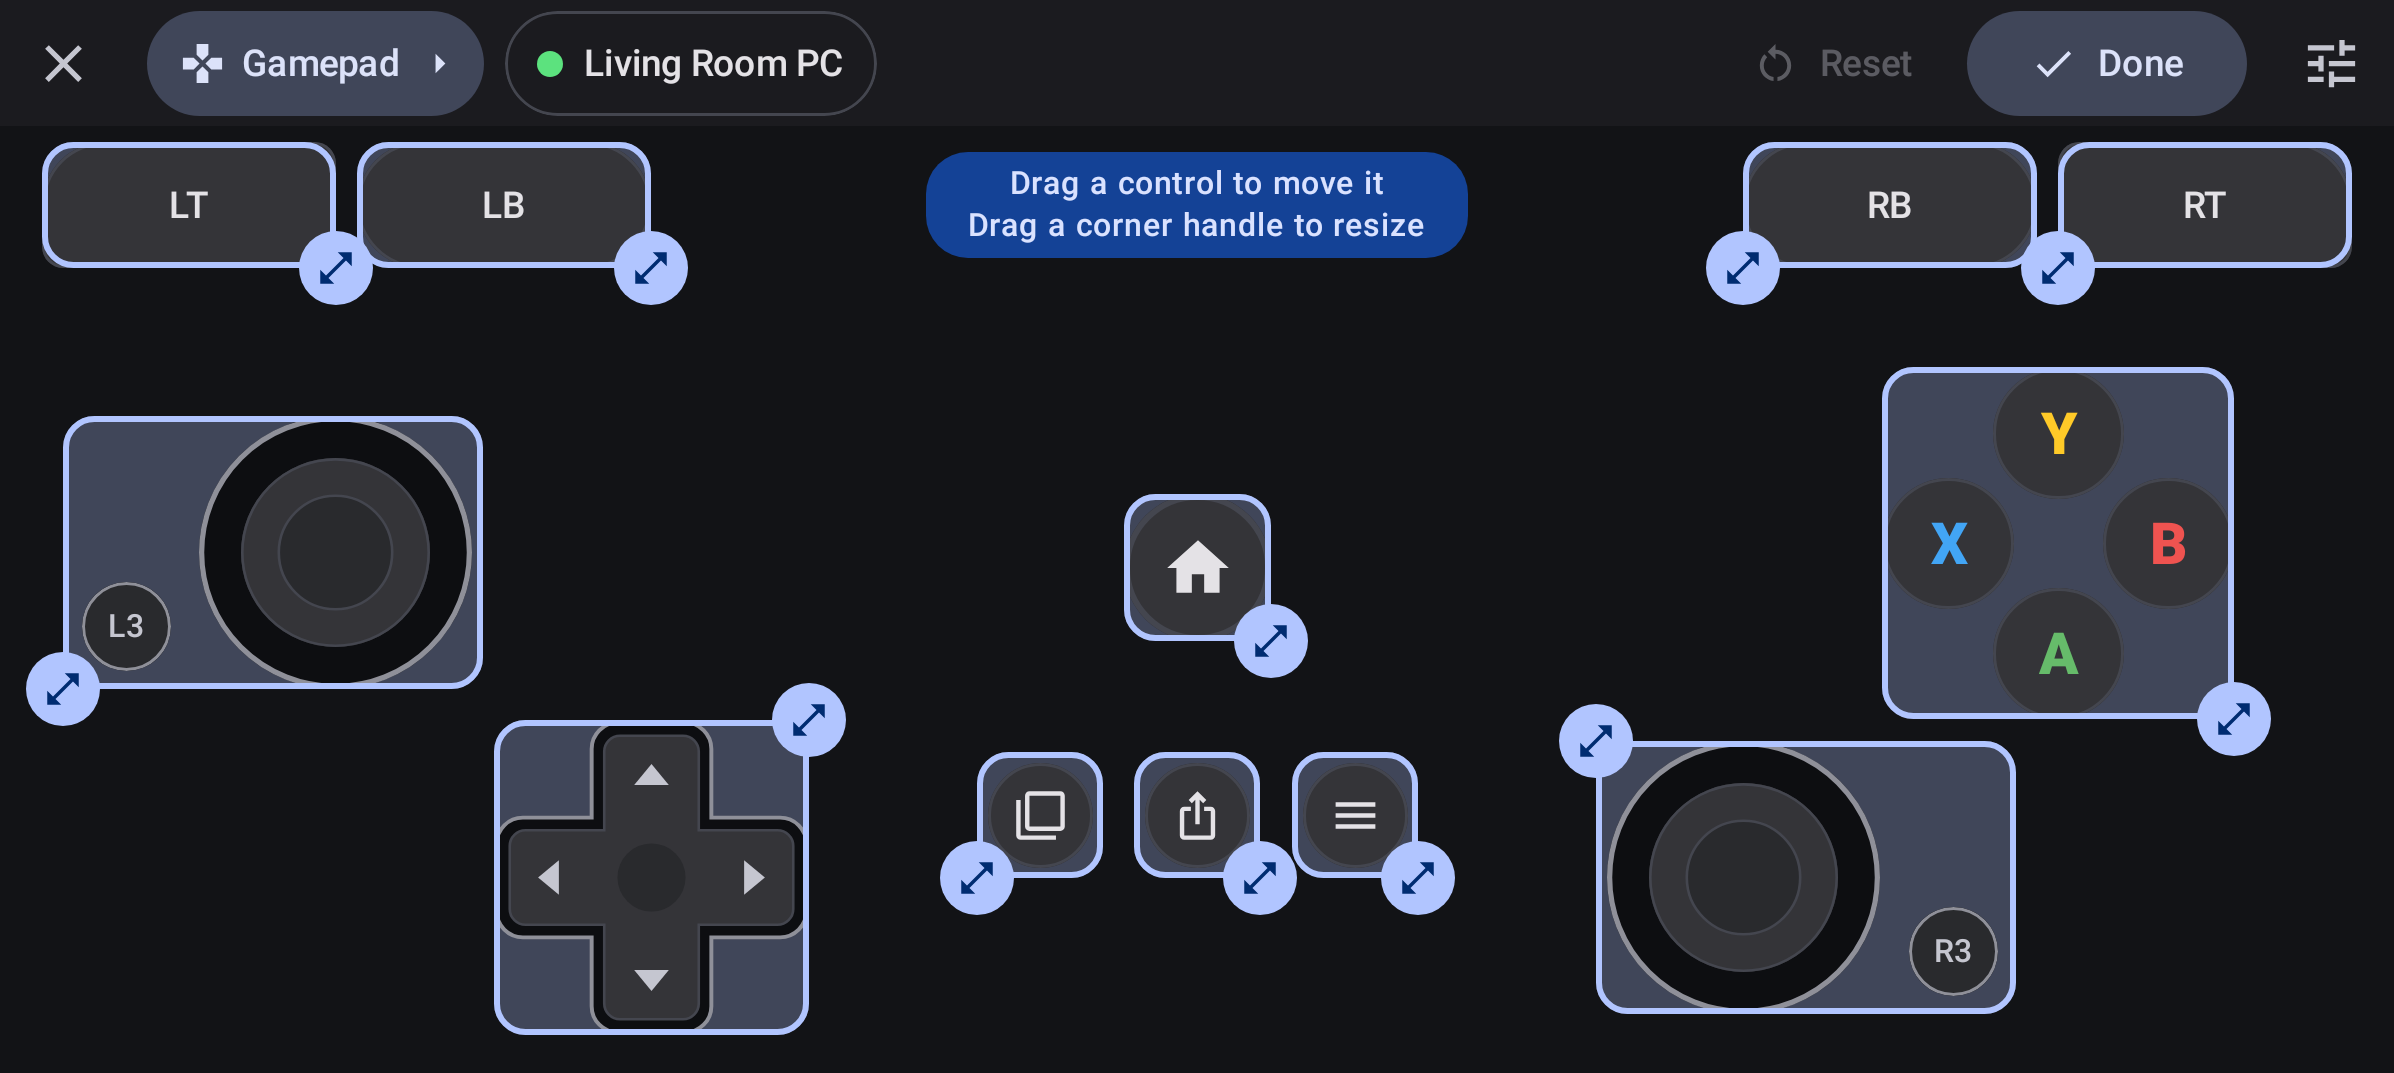 Gamepad
Living Room PC
Reset
Done
LT
LB
Drag a control to move it
Drag a corner handle to resize
RB
RT
Y
X
B
A
L3
R3